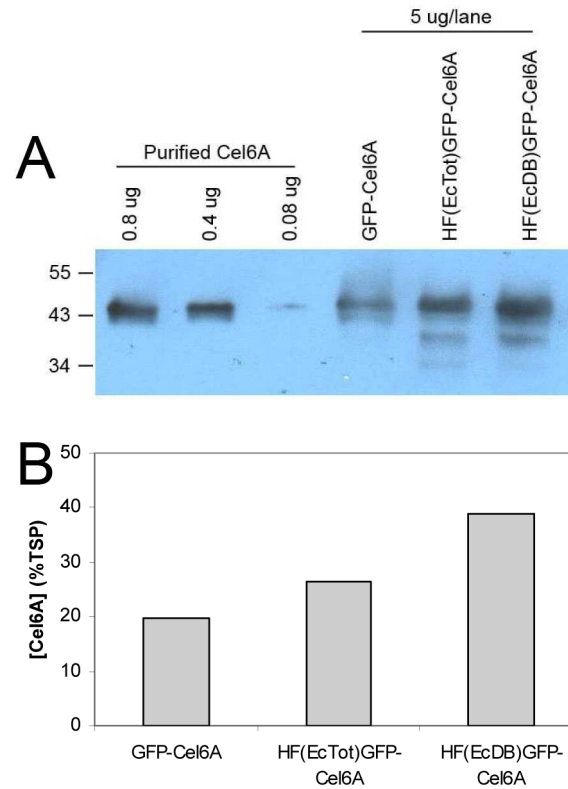 5 ug/lane
A
Purified Cel6A
0.8 ug
0.4 ug
0.08 ug
GFP-Cel6A
HF(EcTot)GFP-Cel6A
HF(EcDB)GFP-Cel6A
55
43
34
B
[Cel6A] (%TSP)
50
40
30
20
10
0
GFP-Cel6A
HF(EcTot)GFP-
Cel6A
HF(EcDB)GFP-
Cel6A